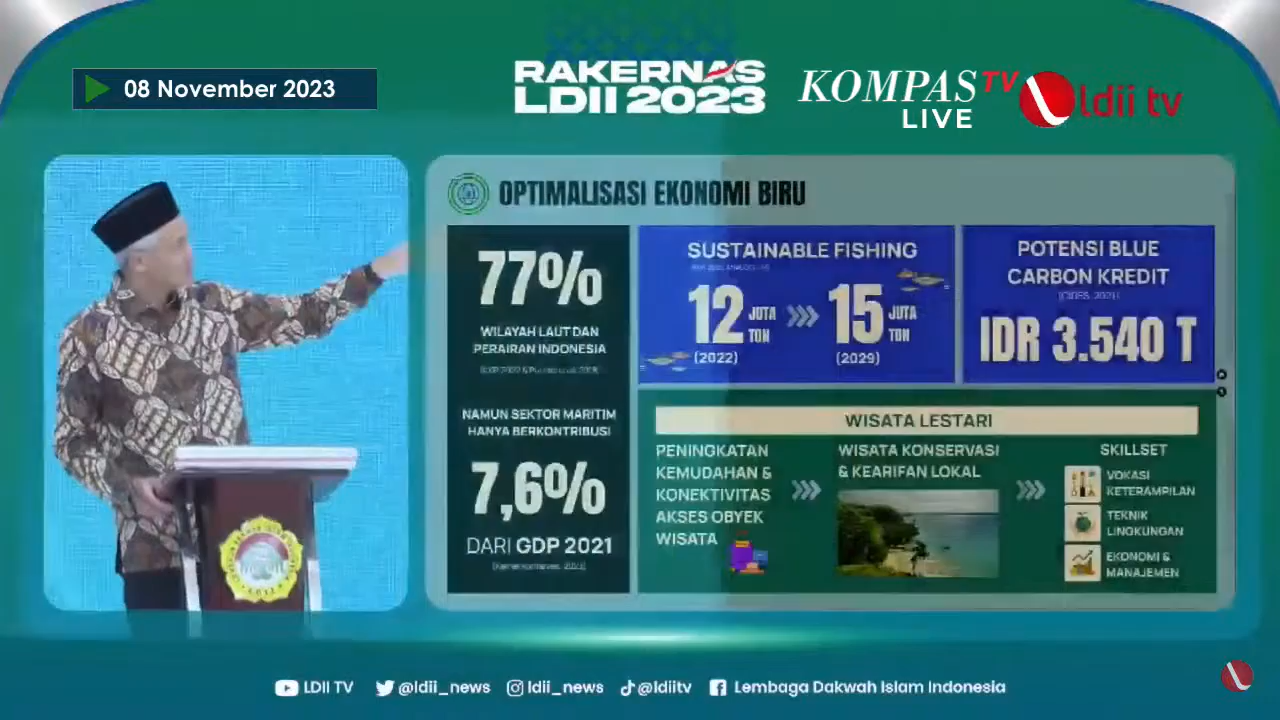 08 November 2023
RAKERNAS
LDII 2023
KOMPAS TV
LIVE
ldii tv
OPTIMALISASI EKONOMI BIRU
77%
WILAYAH LAUT DAN
PERAIRAN INDONESIA
NAMUN SEKTOR MARITIM
HANYA BERKONTRIBUSI
7,6%
DARI GDP 2021
SUSTAINABLE FISHING
12 JUTA
TON
(2022)
15 JUTA
TON
(2029)
POTENSI BLUE
CARBON KREDIT
IDR 3.540 T
WISATA LESTARI
PENINGKATAN
KEMUDAHAN &
KONEKTIVITAS
AKSES OBYEK
WISATA
WISATA KONSERVASI
& KEARIFAN LOKAL
SKILLSET
VOKASI
KETERAMPILAN
TEKNIK
LINGKUNGAN
EKONOMI &
MANAJEMEN
LDII TV @ldii_news ldii_news @ldiitv Lembaga Dakwah Islam Indonesia